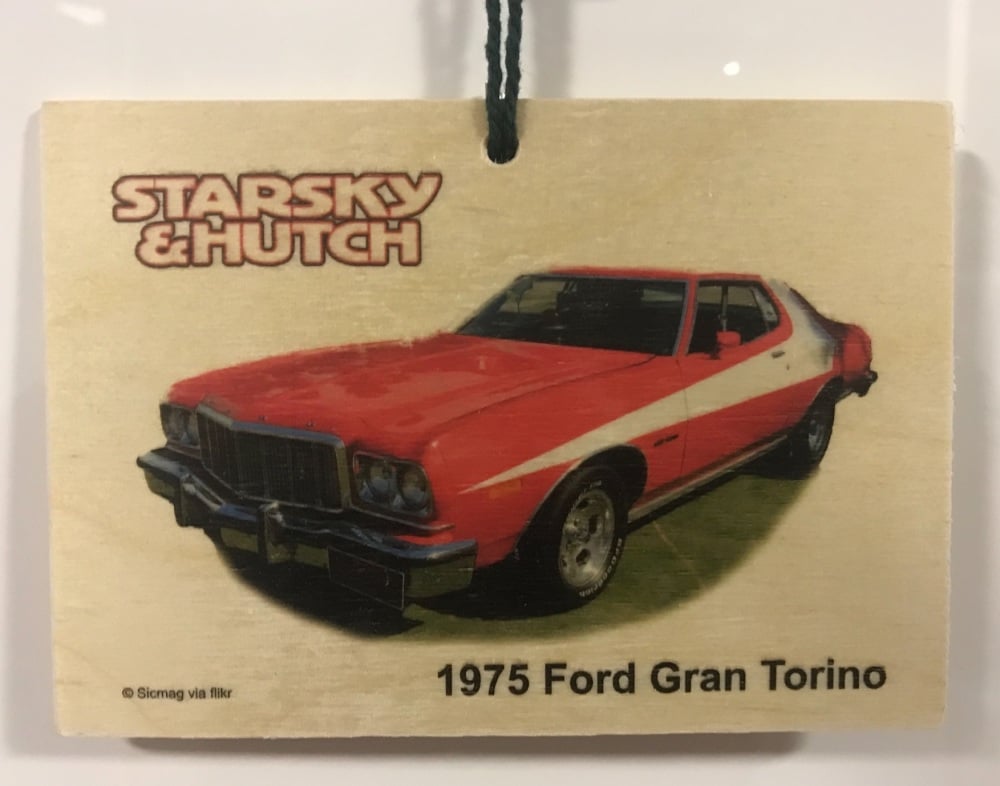 STARSKY
&HUTCH
1975 Ford Gran Torino
© Sicmag via flikr